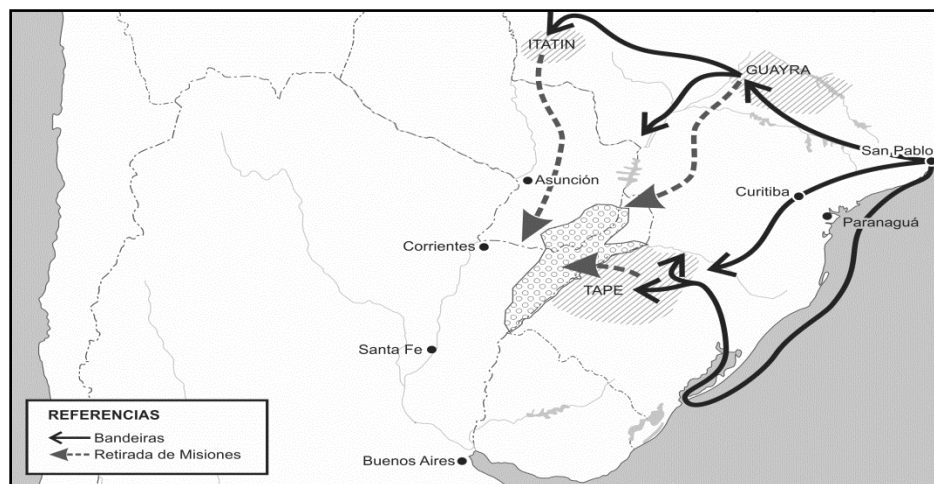 ITATIN
GUAYRA
San Pablo
Asunción
Curitiba
Paranaguá
Corrientes
TAPE
Santa Fe
REFERENCIAS
Bandeiras
Retirada de Misiones
Buenos Aires